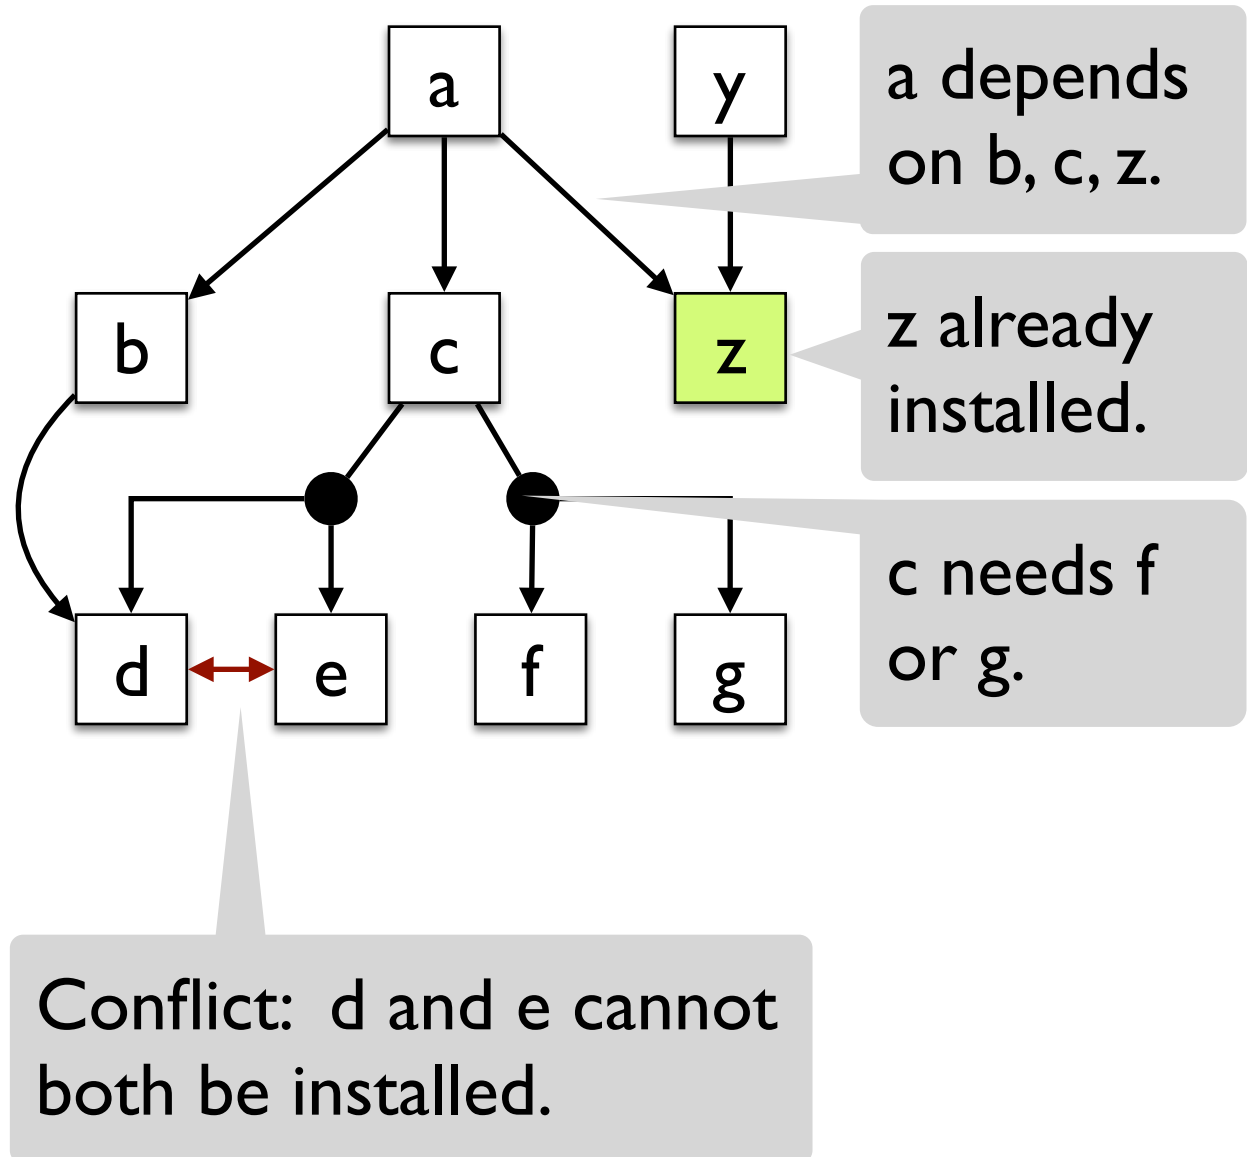 a
y
a depends
on b, c, z.
b
c
z
z already
installed.
c needs f
or g.
d
e
f
g
Conflict: d and e cannot
both be installed.